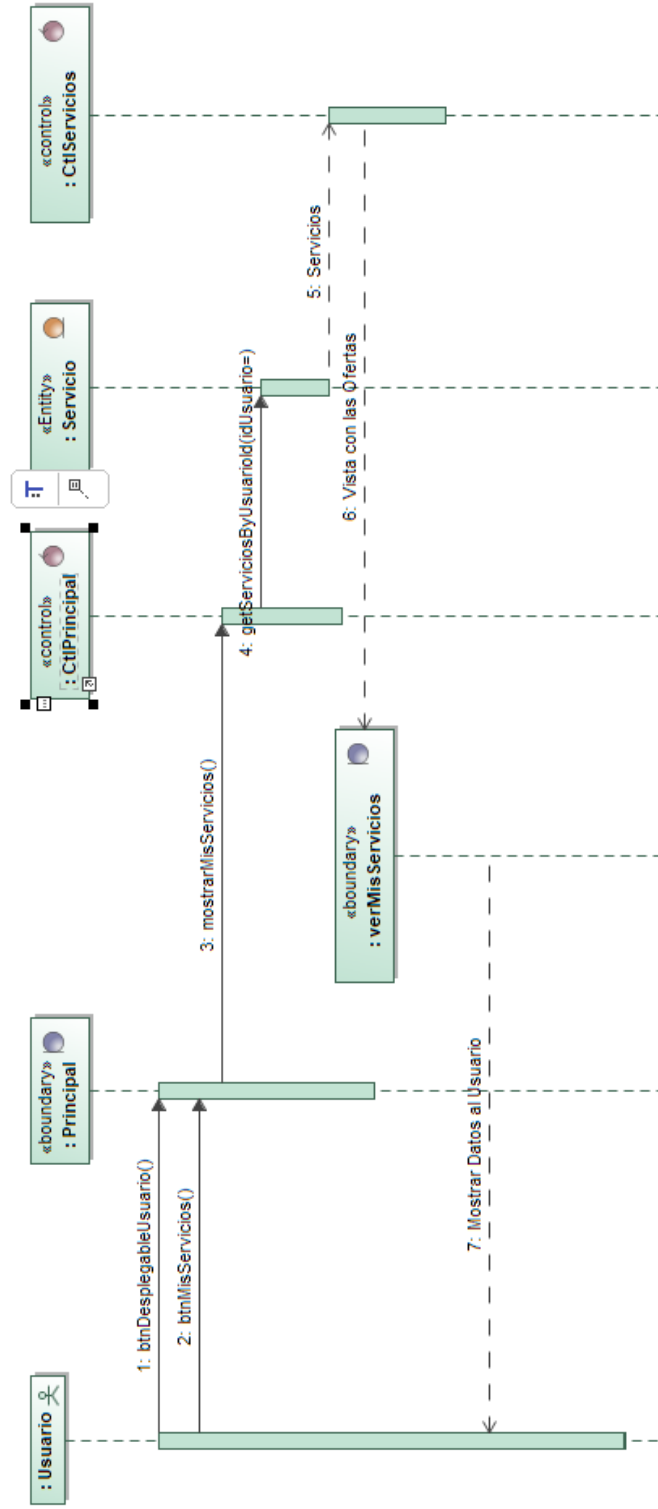 : Usuario
«boundary»
: Principal
«boundary»
: verMisServicios
«control»
: CtlPrincipal
«Entity»
: Servicio
«control»
: CtlServicios
1: btnDesplegableUsuario()
2: btnMisServicios()
3: mostrarMisServicios()
4: getServiciosByUsuarioId(idUsuario=)
5: Servicios
6: Vista con las Ofertas
7: Mostrar Datos al Usuario